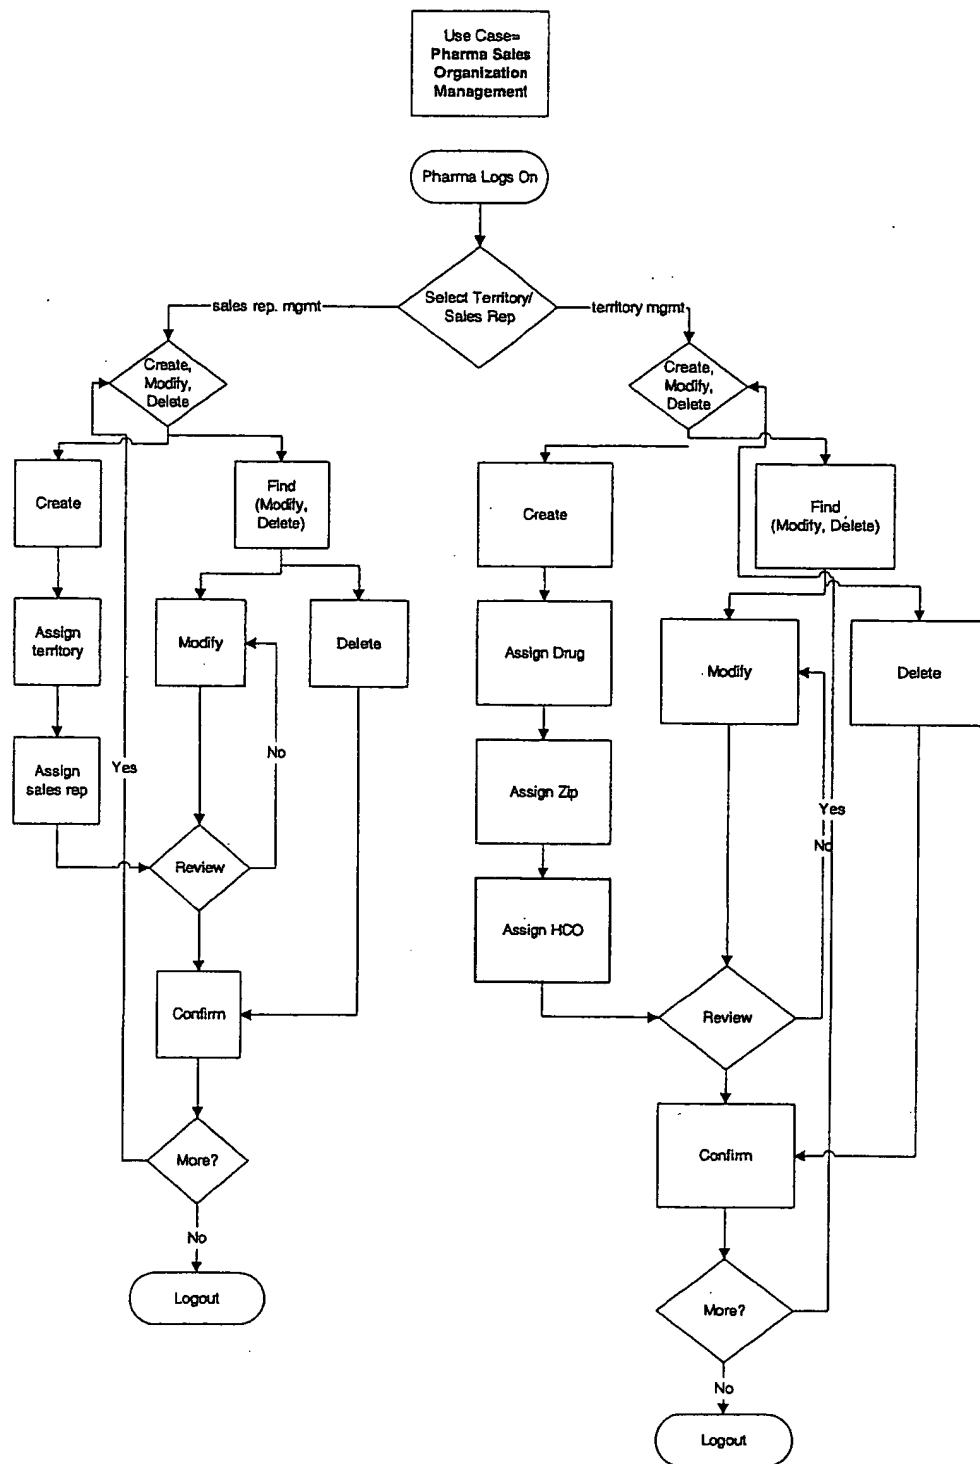 Use Case=
Pharma Sales
Organization
Management
Pharma Logs On
Select Territory/
Sales Rep
sales rep. mgmt
territory mgmt
Create,
Modify,
Delete
Create,
Modify,
Delete
Create
Find
(Modify,
Delete)
Create
Find
(Modify, Delete)
Assign
territory
Modify
Delete
Assign Drug
Modify
Delete
Assign
sales rep
Yes
No
Assign Zip
Yes
No
Review
Assign HCO
Review
Confirm
Confirm
More?
No
Logout
More?
No
Logout